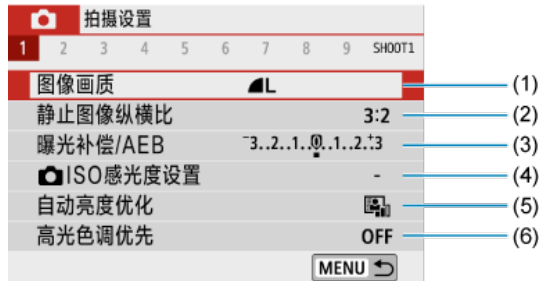 拍摄设置
1 2 3 4 5 6 7 8 9 SHOOT1
图像画质 L (1)
静止图像纵横比 3:2 (2)
曝光补偿/AEB -3..2..1..0..1..2..+3 (3)
ISO感光度设置 - (4)
自动亮度优化 (5)
高光色调优先 OFF (6)
MENU